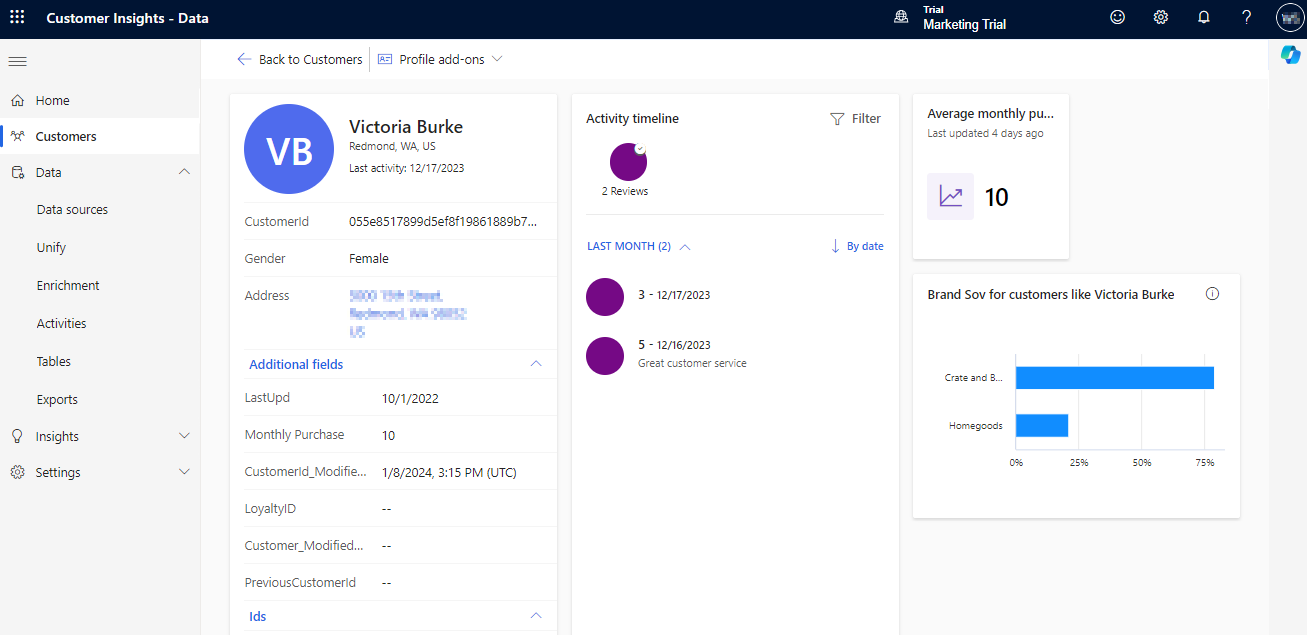 Customer Insights - Data
Trial
Marketing Trial
?
Back to Customers
Profile add-ons
Home
Customers
Data
Data sources
Unify
Enrichment
Activities
Tables
Exports
Insights
Settings
VB
Victoria Burke
Redmond, WA, US
Last activity: 12/17/2023
CustomerId 055e8517899d5ef8f19861889b7...
Gender Female
Address
Additional fields
LastUpd 10/1/2022
Monthly Purchase 10
CustomerId_Modifie... 1/8/2024, 3:15 PM (UTC)
LoyaltyID --
Customer_Modified... --
PreviousCustomerId --
Ids
Activity timeline
Filter
2 Reviews
LAST MONTH (2)
By date
3 - 12/17/2023
5 - 12/16/2023
Great customer service
Average monthly pu...
Last updated 4 days ago
10
Brand Sov for customers like Victoria Burke
Crate and B...
Homegoods
0% 25% 50% 75%